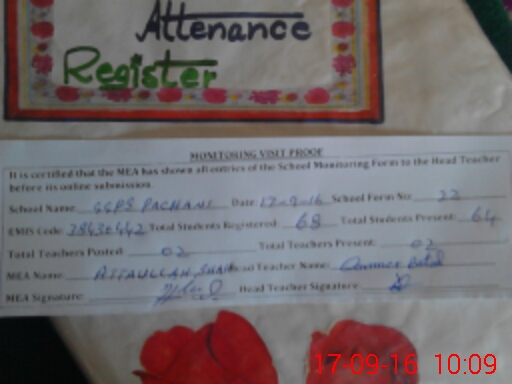 Attenance
Register
MONITORING VISIT PROOF
It is certified that the MEA has shown all entries of the School Monitoring Form to the Head Teacher
before its online submission.
School Name: GGPS PACHANI Date: 17-9-16 School Form No: 22
EMIS Code: 38430442 Total Students Registered: 68 Total Students Present: 64
Total Teachers Posted: 02 Total Teachers Present: 02
MEA Name: ATTAULLAH SHAH Head Teacher Name:
MEA Signature: Head Teacher Signature:
17-09-16 10:09